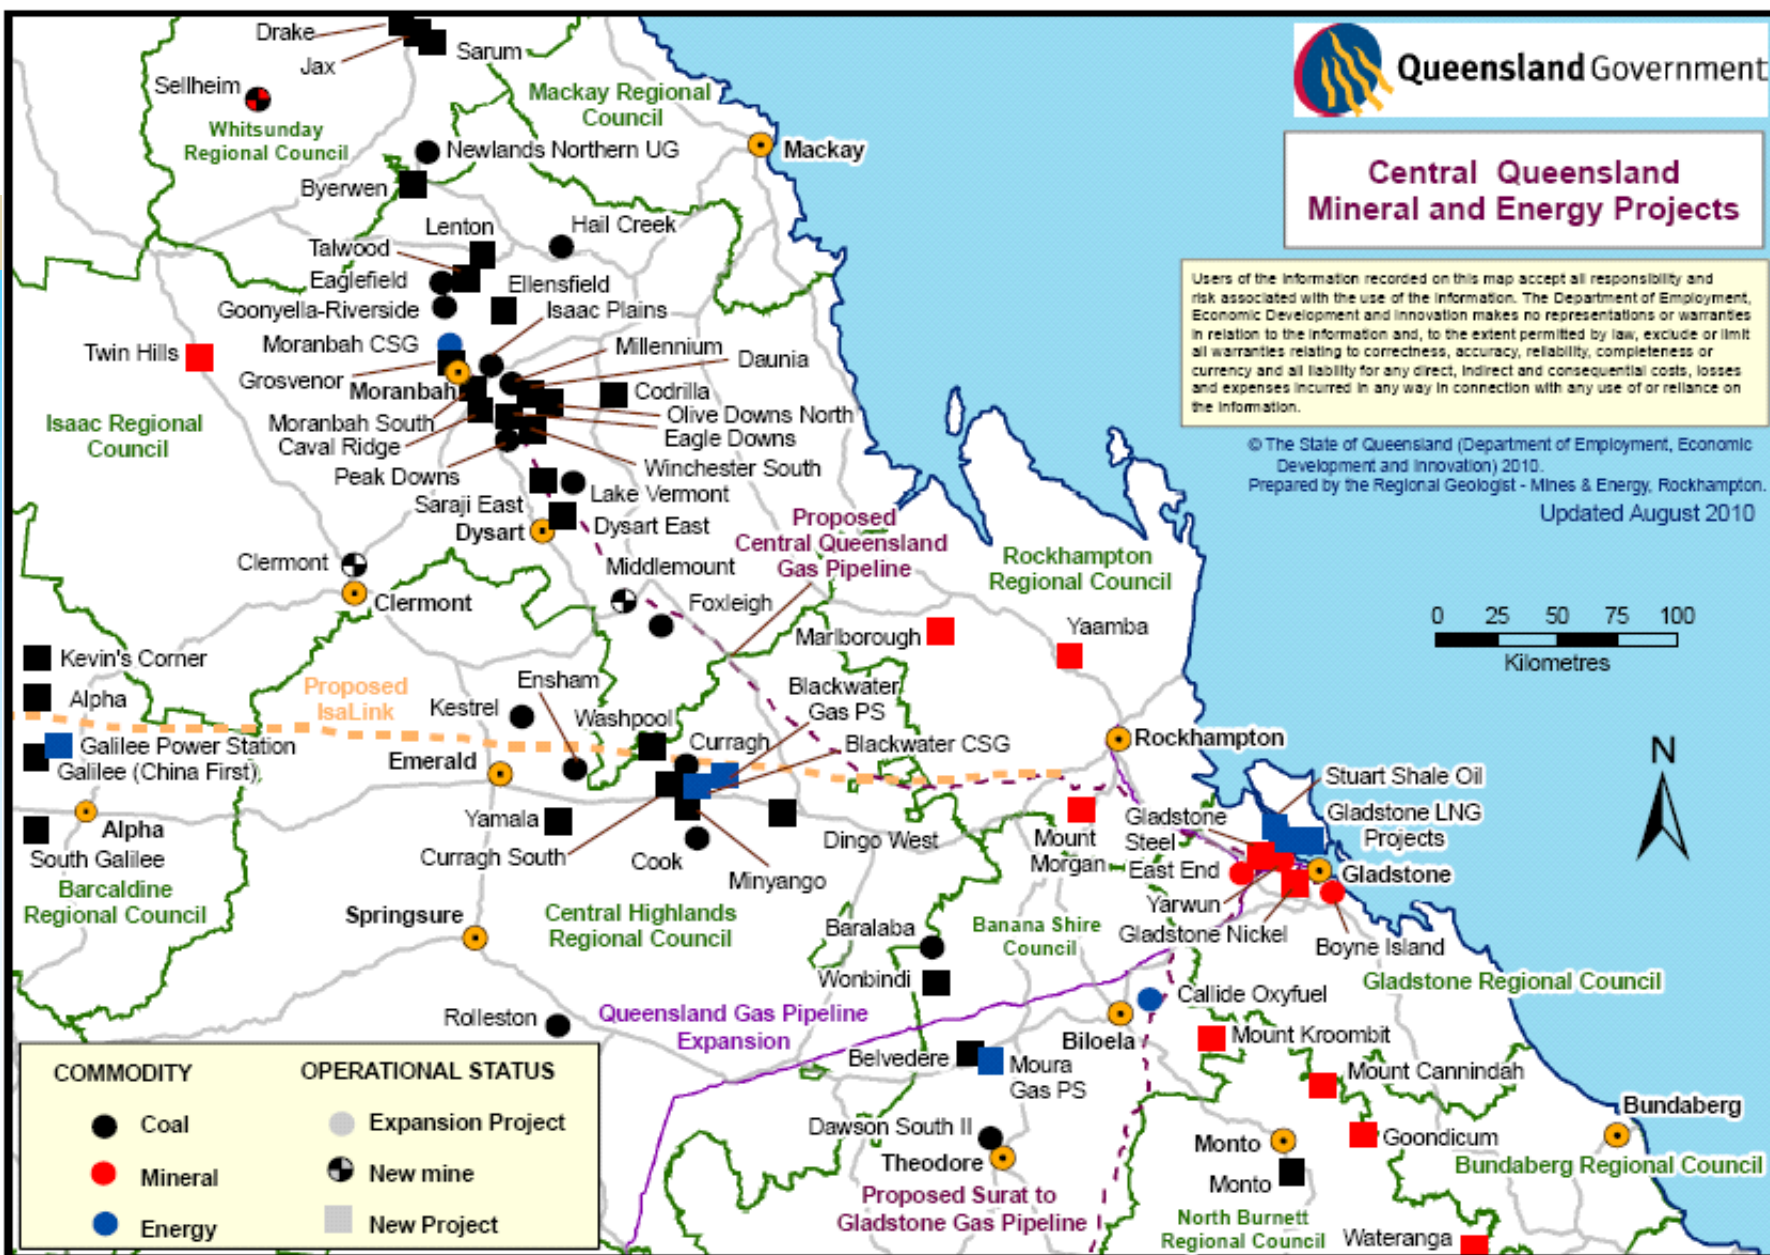 Drake
Jax
Sarum
Sellheim
Whitsunday
Regional Council
Mackay Regional
Council
Newlands Northern UG
Mackay
Byerwen
Queensland Government
Central Queensland
Mineral and Energy Projects
Users of the information recorded on this map accept all responsibility and
risk associated with the use of the information. The Department of Employment,
Economic Development and Innovation makes no representations or warranties
in relation to the information and, to the extent permitted by law, exclude or limit
all warranties relating to correctness, accuracy, reliability, completeness or
currency and all liability for any direct, indirect and consequential costs, losses
and expenses incurred in any way in connection with any use of or reliance on
the information.
© The State of Queensland (Department of Employment, Economic
Development and Innovation) 2010.
Prepared by the Regional Geologist - Mines & Energy, Rockhampton.
Updated August 2010
Lenton
Hail Creek
Talwood
Eaglefield
Ellensfield
Goonyella-Riverside
Isaac Plains
Moranbah CSG
Millennium
Twin Hills
Daunia
Grosvenor
Moranbah
Codrilla
Isaac Regional
Council
Moranbah South
Olive Downs North
Caval Ridge
Eagle Downs
Peak Downs
Winchester South
Saraji East
Lake Vermont
Dysart
Dysart East
Proposed
Central Queensland
Gas Pipeline
Rockhampton
Regional Council
Clermont
Clermont
Middlemount
Foxleigh
Marlborough
Yaamba
0 25 50 75 100
Kilometres
Kevin's Corner
Alpha
Proposed
IsaLink
Ensham
Kestrel
Washpool
Blackwater
Gas PS
Curragh
Blackwater CSG
Rockhampton
N
Galilee Power Station
Galilee (China First)
Emerald
Alpha
South Galilee
Yamala
Curragh South
Cook
Minyango
Dingo West
Mount
Morgan
Stuart Shale Oil
Gladstone LNG
Projects
Gladstone
Steel
East End
Gladstone
Yarwun
Gladstone Nickel
Boyne Island
Barcaldine
Regional Council
Springsure
Central Highlands
Regional Council
Baralaba
Banana Shire
Council
Wonbindi
Gladstone Regional Council
Rolleston
Queensland Gas Pipeline
Expansion
Callide Oxyfuel
Biloela
Mount Kroombit
Belvedere
Moura
Gas PS
Mount Cannindah
Bundaberg
Dawson South II
Theodore
Monto
Goondicum
Monto
Bundaberg Regional Council
Proposed Surat to
Gladstone Gas Pipeline
North Burnett
Regional Council
Wateranga
COMMODITY
Coal
Mineral
Energy
OPERATIONAL STATUS
Expansion Project
New mine
New Project